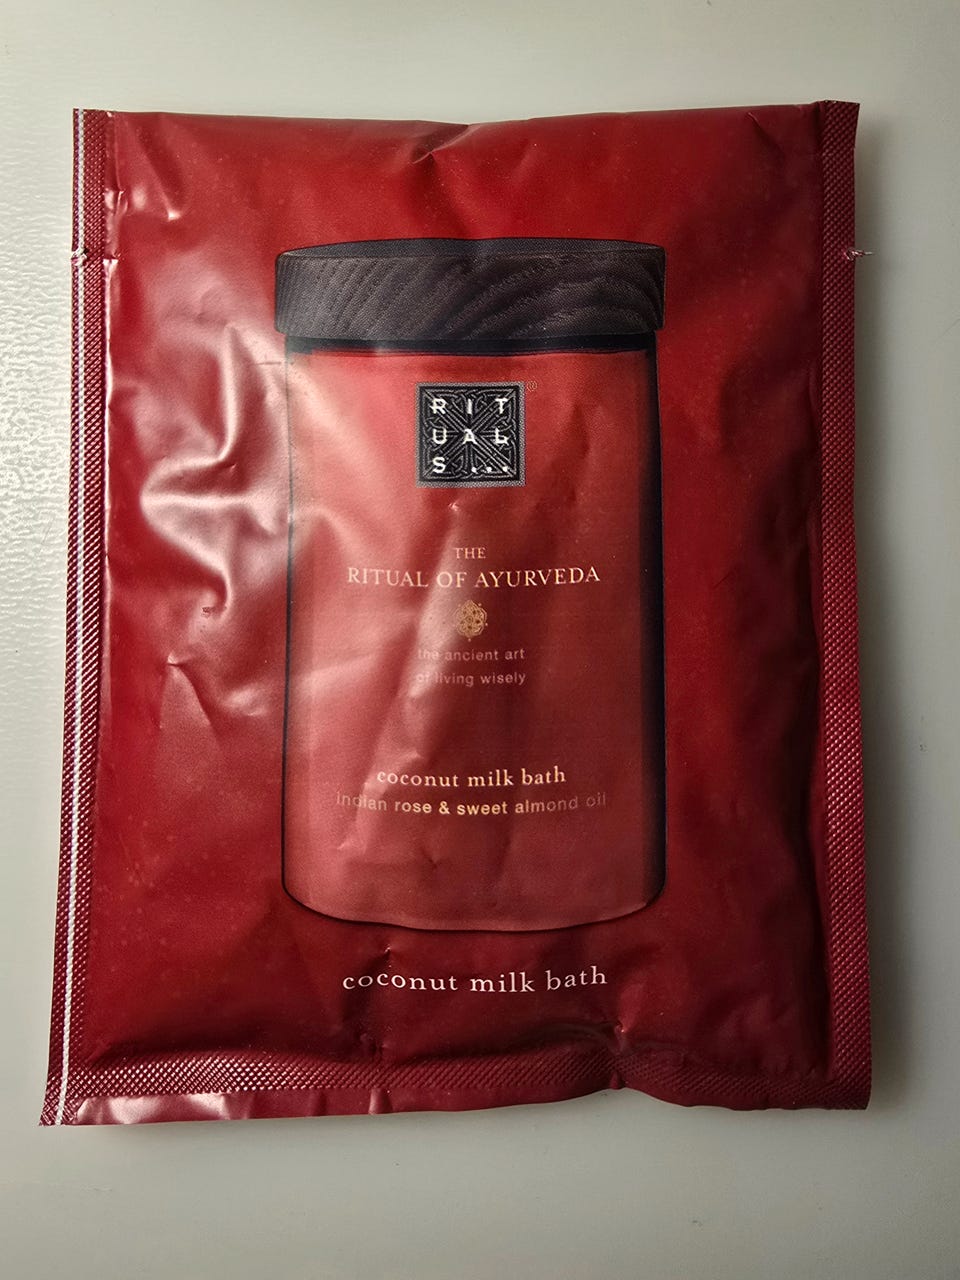 RIT
UAL
S...
®
THE
RITUAL OF AYURVEDA
the ancient art
of living wisely
coconut milk bath
indian rose & sweet almond oil
coconut milk bath